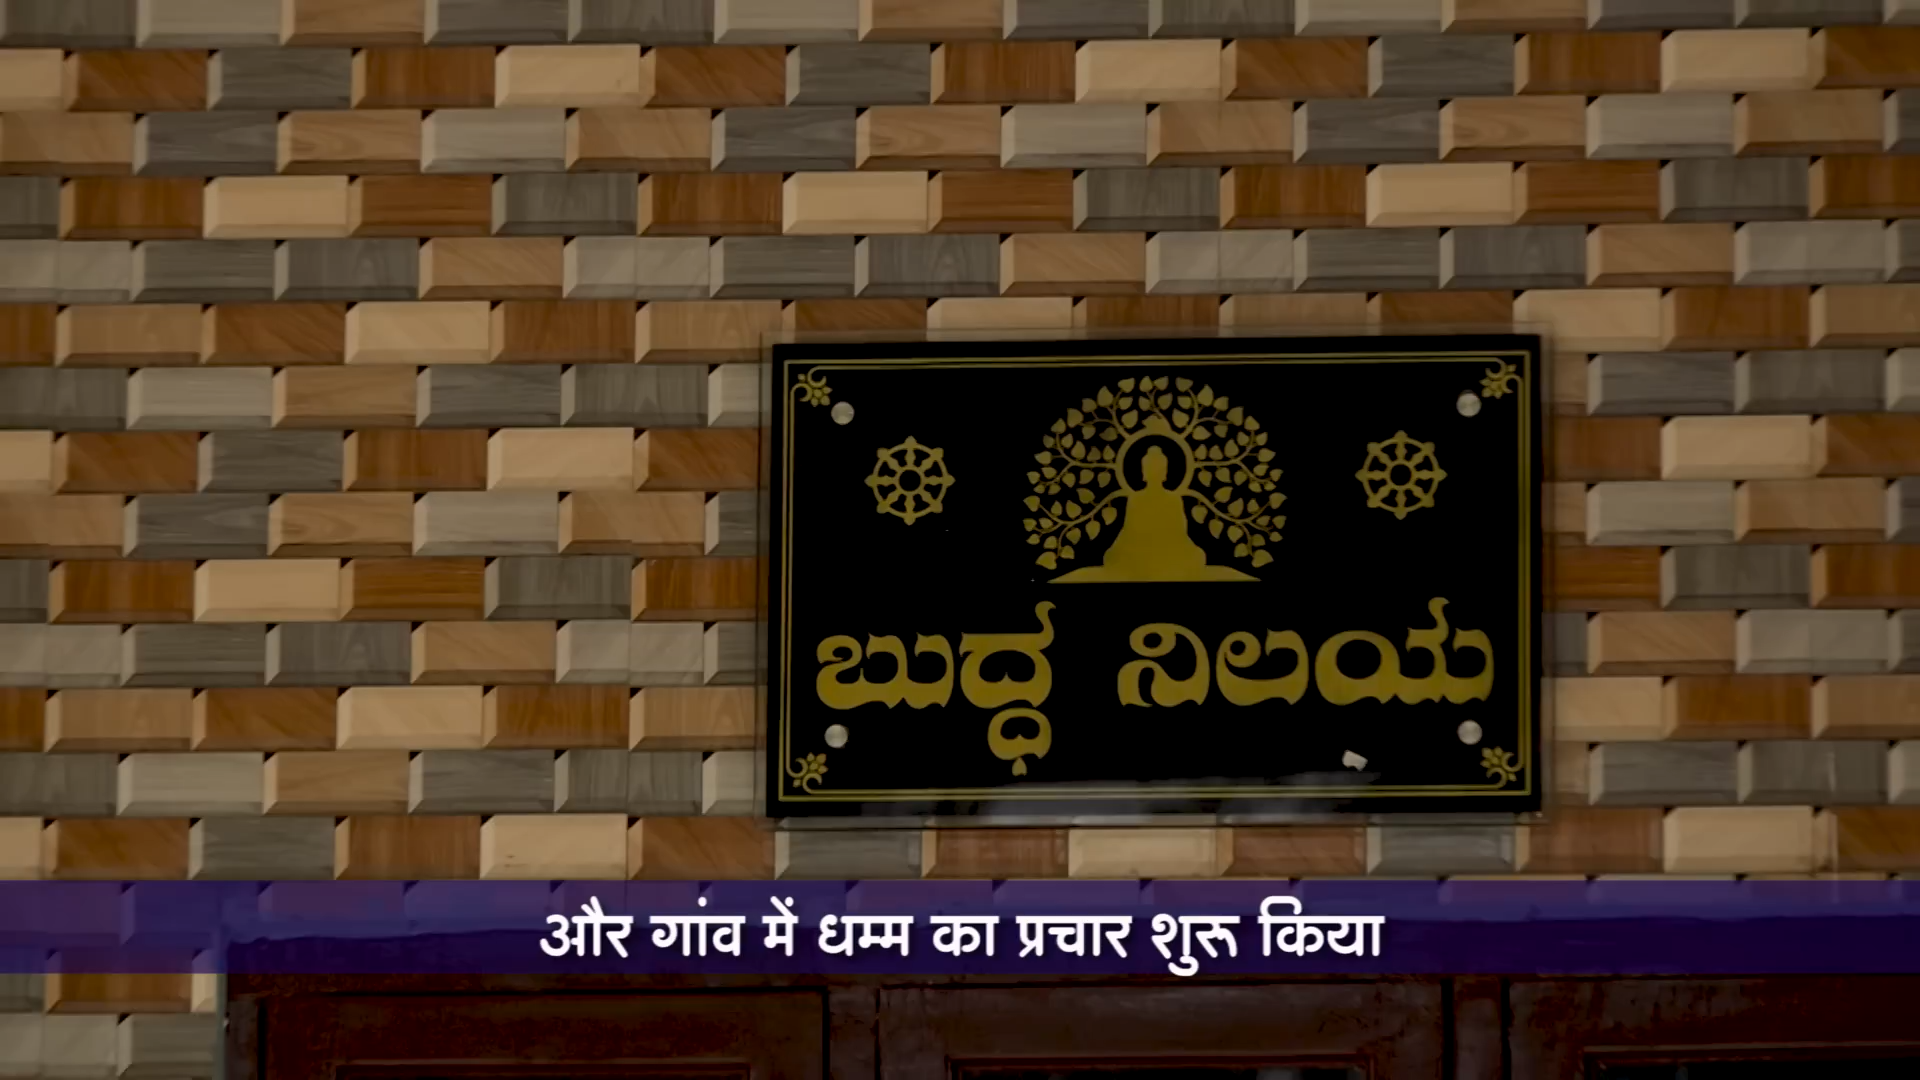 ಬುದ್ಧ ನಿಲಯ
और गांव में धम्म का प्रचार शुरू किया